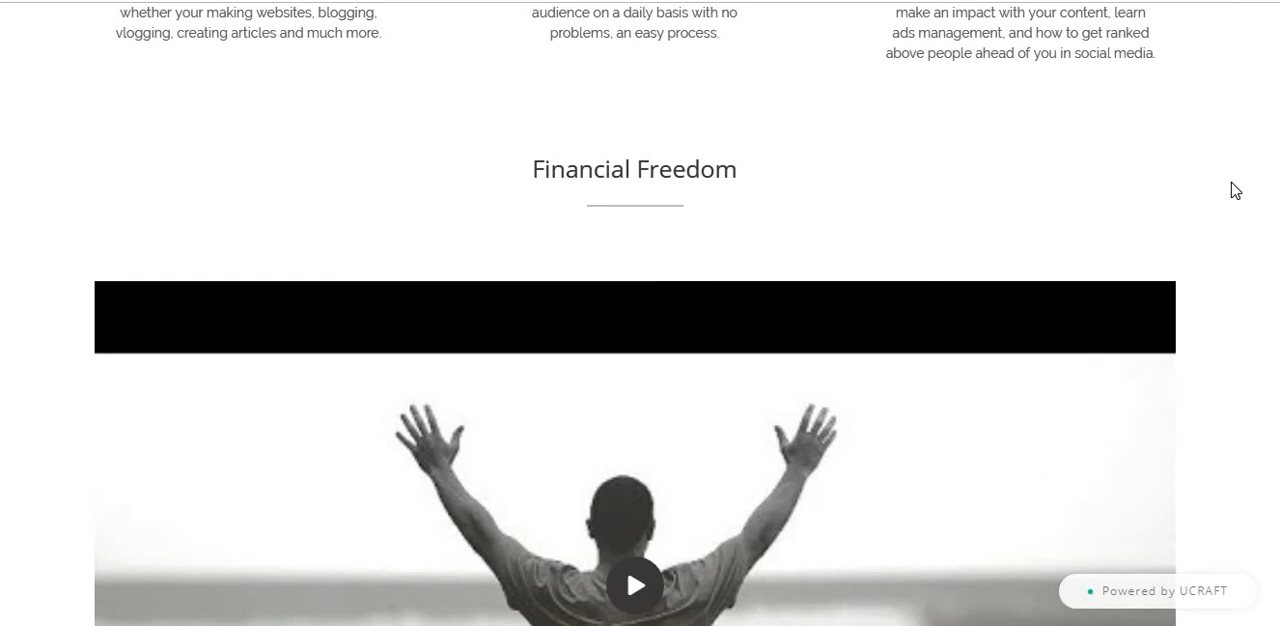 whether your making websites, blogging,
vlogging, creating articles and much more.
audience on a daily basis with no
problems, an easy process.
make an impact with your content, learn
ads management, and how to get ranked
above people ahead of you in social media.
Financial Freedom
Powered by UCRAFT